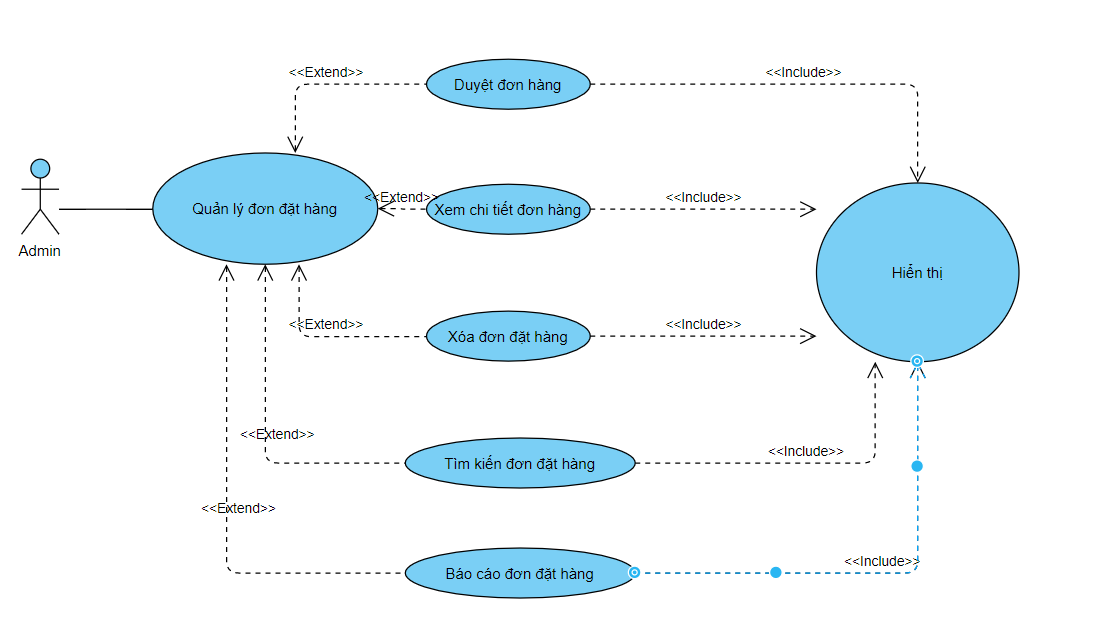 <<Extend>>
Duyệt đơn hàng
<<Include>>
Admin
Quản lý đơn đặt hàng
<<Extend>>
Xem chi tiết đơn hàng
<<Include>>
Hiển thị
<<Extend>>
Xóa đơn đặt hàng
<<Include>>
<<Extend>>
Tìm kiến đơn đặt hàng
<<Include>>
<<Extend>>
Báo cáo đơn đặt hàng
<<Include>>